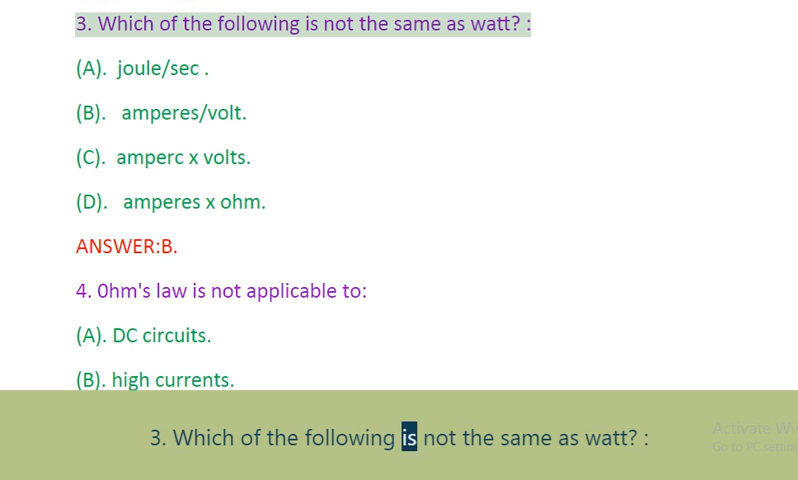 3. Which of the following is not the same as watt? :
(A).  joule/sec .
(B).   amperes/volt.
(C).  amperc x volts.
(D).   amperes x ohm.
ANSWER:B.
4. 0hm's law is not applicable to:
(A). DC circuits.
(B). high currents.
3. Which of the following is not the same as watt? :
Activate Wi
Go to PC setting